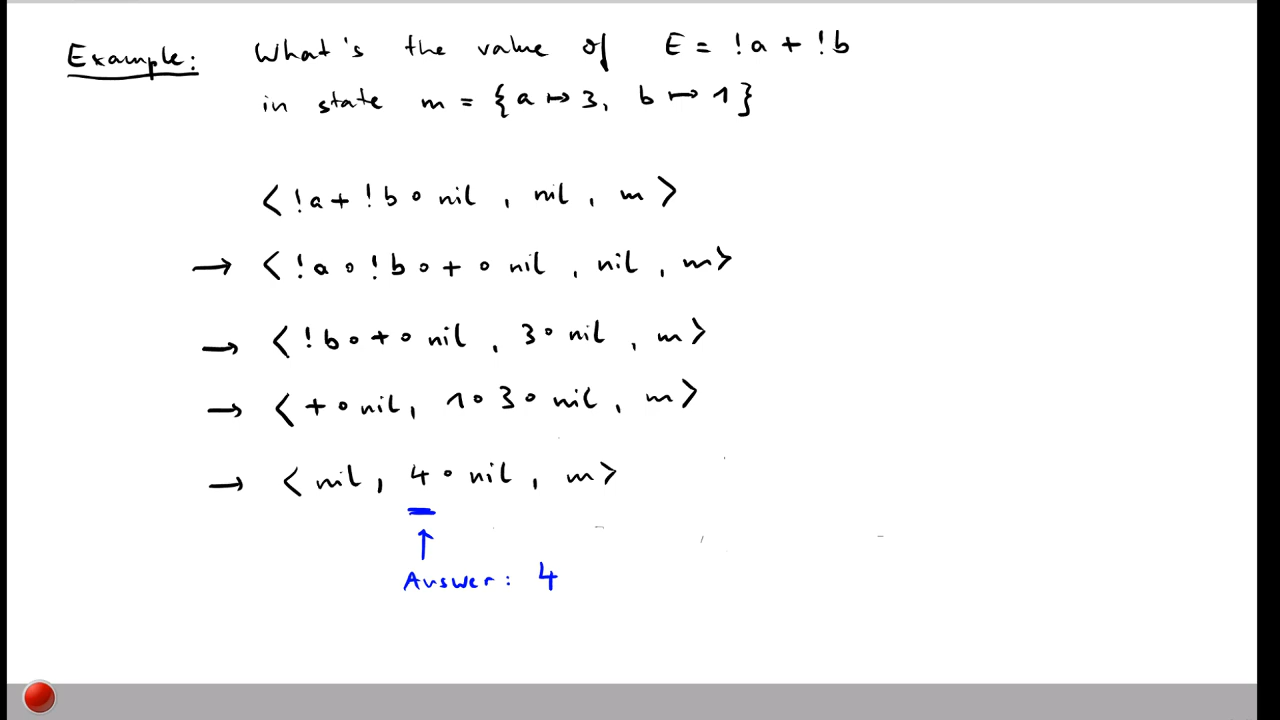 Example: What's the value of E = !a + !b
in state m = {a ↦ 3, b ↦ 1}
< !a + !b ∘ nil , nil , m >
→ < !a ∘ !b ∘ + ∘ nil , nil , m >
→ < !b ∘ + ∘ nil , 3 ∘ nil , m >
→ < + ∘ nil , 1 ∘ 3 ∘ nil , m >
→ < nil , 4 ∘ nil , m >
↑
Answer: 4